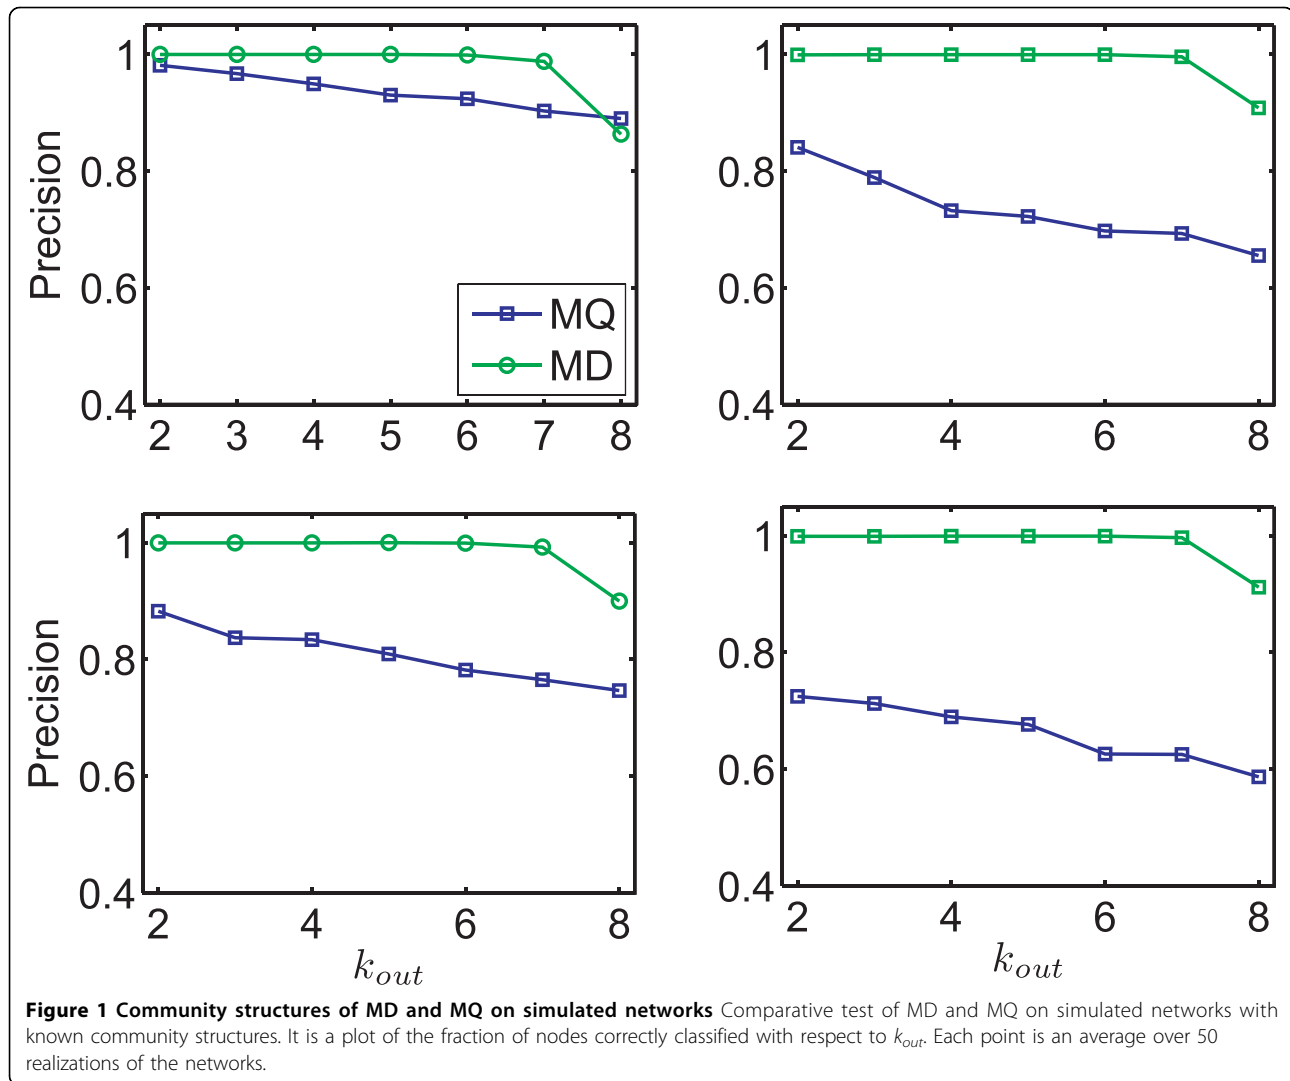 1
0.8
0.6
0.4
Precision
2 3 4 5 6 7 8
MQ
MD
1
0.8
0.6
0.4
2 4 6 8
1
0.8
0.6
0.4
Precision
2 4 6 8
k_out
1
0.8
0.6
0.4
2 4 6 8
k_out
Figure 1 Community structures of MD and MQ on simulated networks Comparative test of MD and MQ on simulated networks with
known community structures. It is a plot of the fraction of nodes correctly classified with respect to k_out. Each point is an average over 50
realizations of the networks.